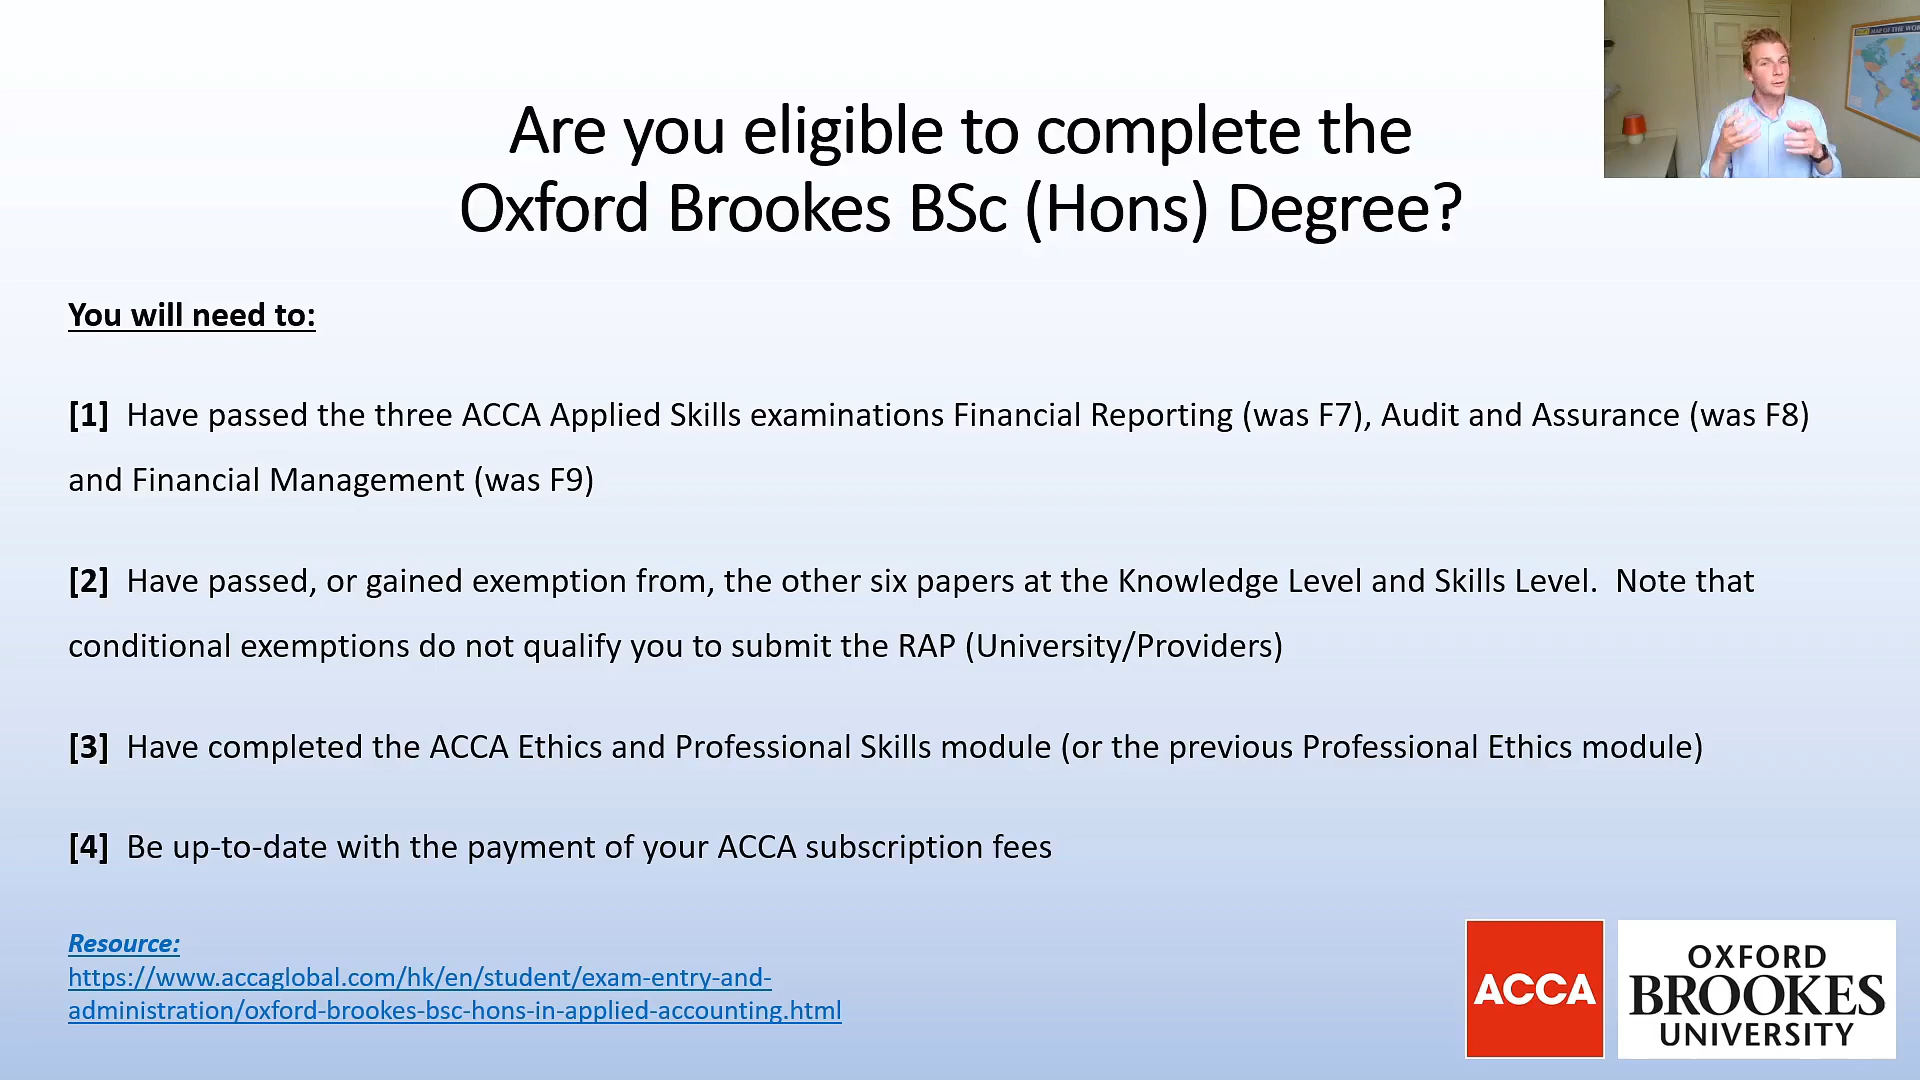 Are you eligible to complete the
Oxford Brookes BSc (Hons) Degree?
MAP OF THE WOR
You will need to:
[1]  Have passed the three ACCA Applied Skills examinations Financial Reporting (was F7), Audit and Assurance (was F8)
and Financial Management (was F9)
[2]  Have passed, or gained exemption from, the other six papers at the Knowledge Level and Skills Level.  Note that
conditional exemptions do not qualify you to submit the RAP (University/Providers)
[3]  Have completed the ACCA Ethics and Professional Skills module (or the previous Professional Ethics module)
[4]  Be up-to-date with the payment of your ACCA subscription fees
Resource:
https://www.accaglobal.com/hk/en/student/exam-entry-and-
administration/oxford-brookes-bsc-hons-in-applied-accounting.html
ACCA
OXFORD
BROOKES
UNIVERSITY